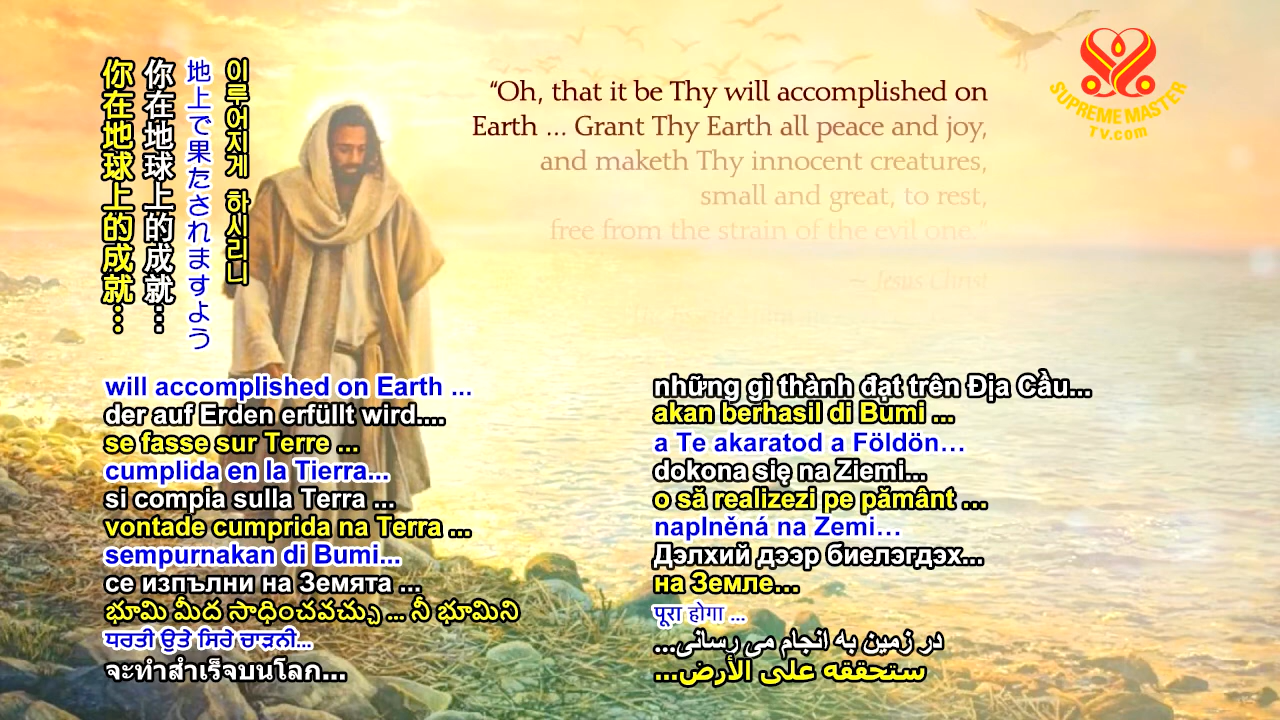 “Oh, that it be Thy will accomplished on
Earth ... Grant Thy Earth all peace and joy,
and maketh Thy innocent creatures,
small and great, to rest,
free from the strain of the evil one.”
~ Jesus Christ
SUPREME MASTER
TV.com
이루어지게 하시리니
地上で果たされますよう
你在地球上的成就…
你在地球上的成就…
will accomplished on Earth ...
der auf Erden erfüllt wird....
se fasse sur Terre ...
cumplida en la Tierra...
si compia sulla Terra ...
vontade cumprida na Terra ...
sempurnakan di Bumi...
се изпълни на Земята ...
భూమి మీద సాధించవచ్చు ... నీ భూమిని
ਧਰਤੀ ਉਤੇ ਸਿਰੇ ਚਾੜਨੀ...
จะทำสำเร็จบนโลก...
những gì thành đạt trên Địa Cầu...
akan berhasil di Bumi ...
a Te akaratod a Földön…
dokona się na Ziemi...
o să realizezi pe pământ ...
naplněná na Zemi…
Дэлхий дээр биелэгдэх...
на Земле…
पूरा होगा ...
در زمین به انجام می رسانی...
ستحققه على الأرض...